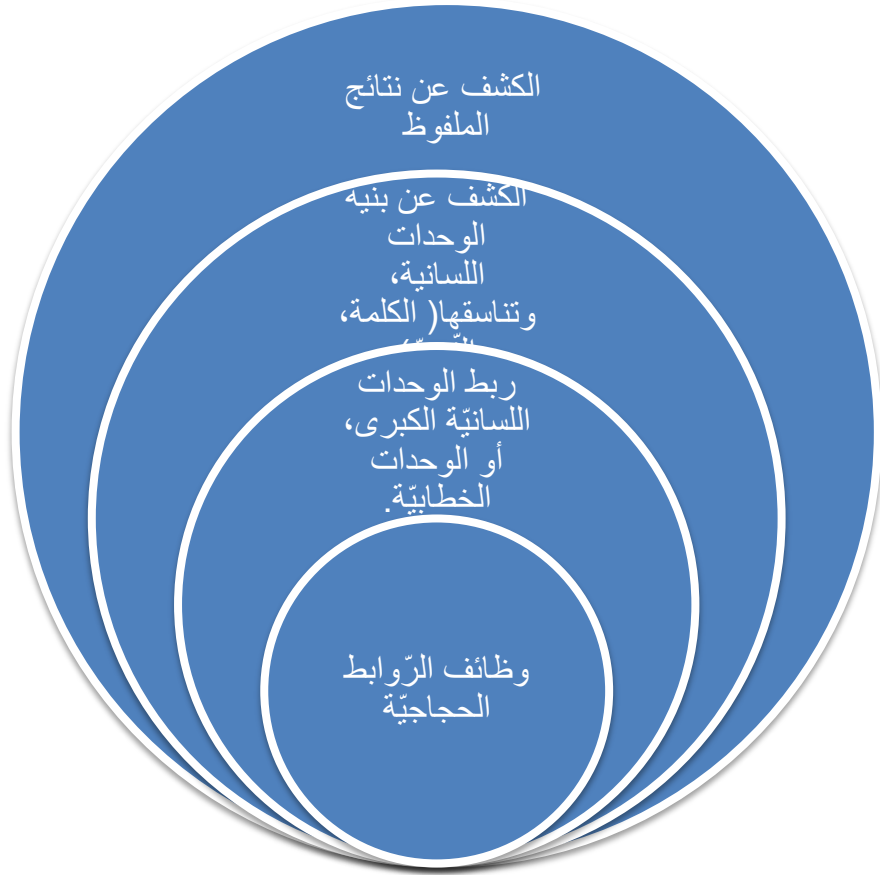 الكشف عن نتائج
الملفوظ
الكشف عن بنية
الوحدات
اللسانية،
وتناسقها( الكلمة،
ربط الوحدات
اللسانيّة الكبرى،
أو الوحدات
الخطابيّة.
وظائف الرّوابط
الحجاجيّة